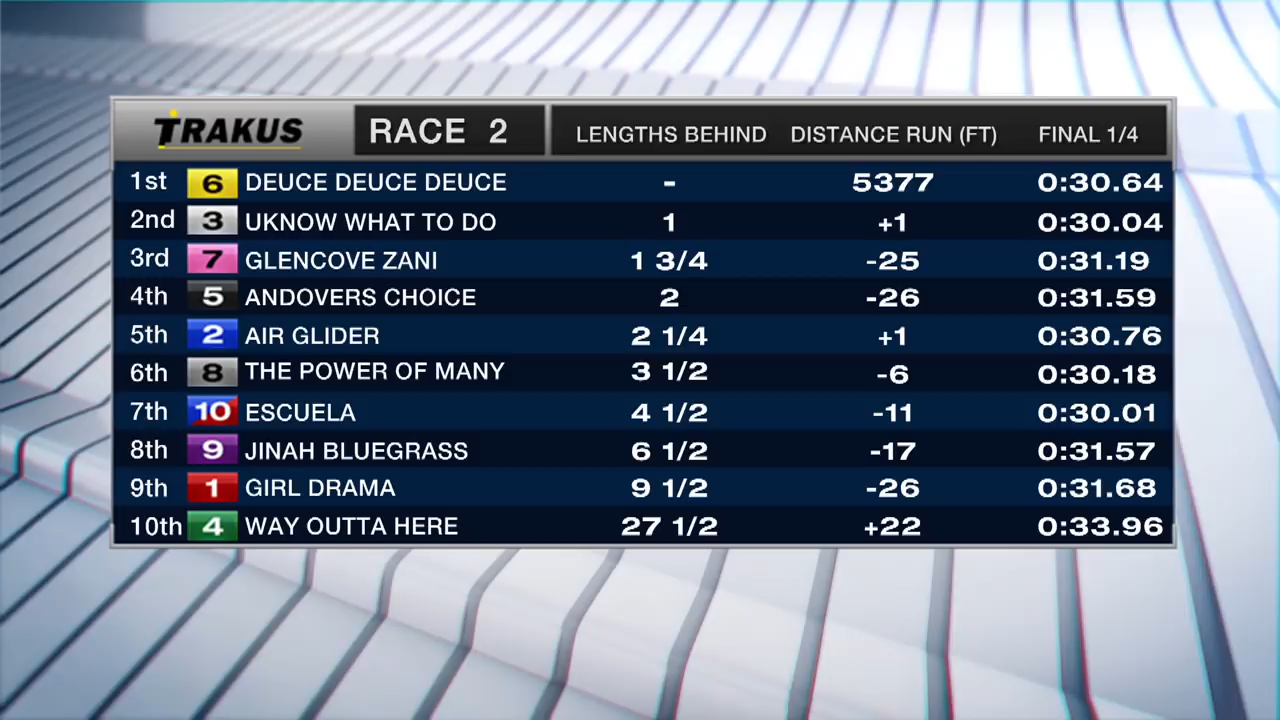 TRAKUS RACE 2 LENGTHS BEHIND DISTANCE RUN (FT) FINAL 1/4
1st 6 DEUCE DEUCE DEUCE - 5377 0:30.64
2nd 3 UKNOW WHAT TO DO 1 +1 0:30.04
3rd 7 GLENCOVE ZANI 1 3/4 -25 0:31.19
4th 5 ANDOVERS CHOICE 2 -26 0:31.59
5th 2 AIR GLIDER 2 1/4 +1 0:30.76
6th 8 THE POWER OF MANY 3 1/2 -6 0:30.18
7th 10 ESCUELA 4 1/2 -11 0:30.01
8th 9 JINAH BLUEGRASS 6 1/2 -17 0:31.57
9th 1 GIRL DRAMA 9 1/2 -26 0:31.68
10th 4 WAY OUTTA HERE 27 1/2 +22 0:33.96